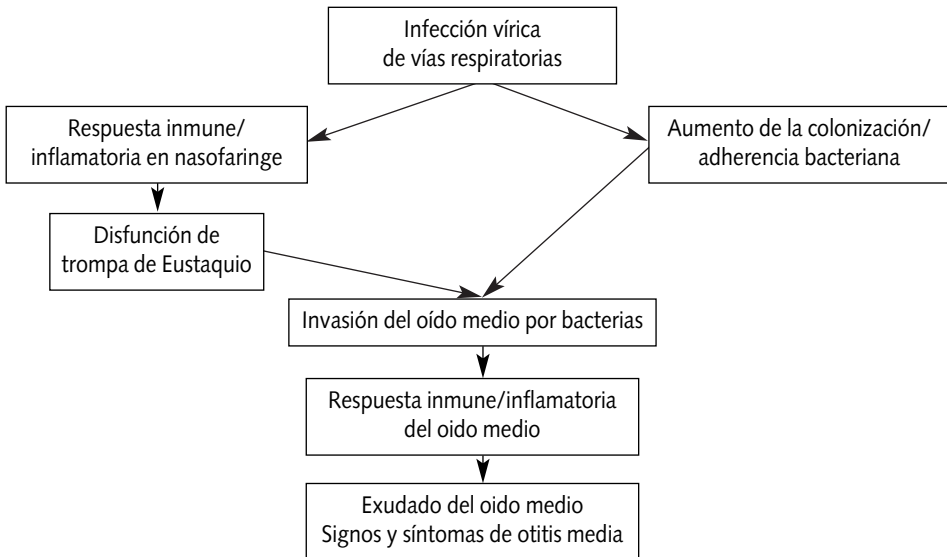 Infección vírica
de vías respiratorias
Respuesta inmune/
inflamatoria en nasofaringe
Aumento de la colonización/
adherencia bacteriana
Disfunción de
trompa de Eustaquio
Invasión del oído medio por bacterias
Respuesta inmune/inflamatoria
del oido medio
Exudado del oido medio
Signos y síntomas de otitis media